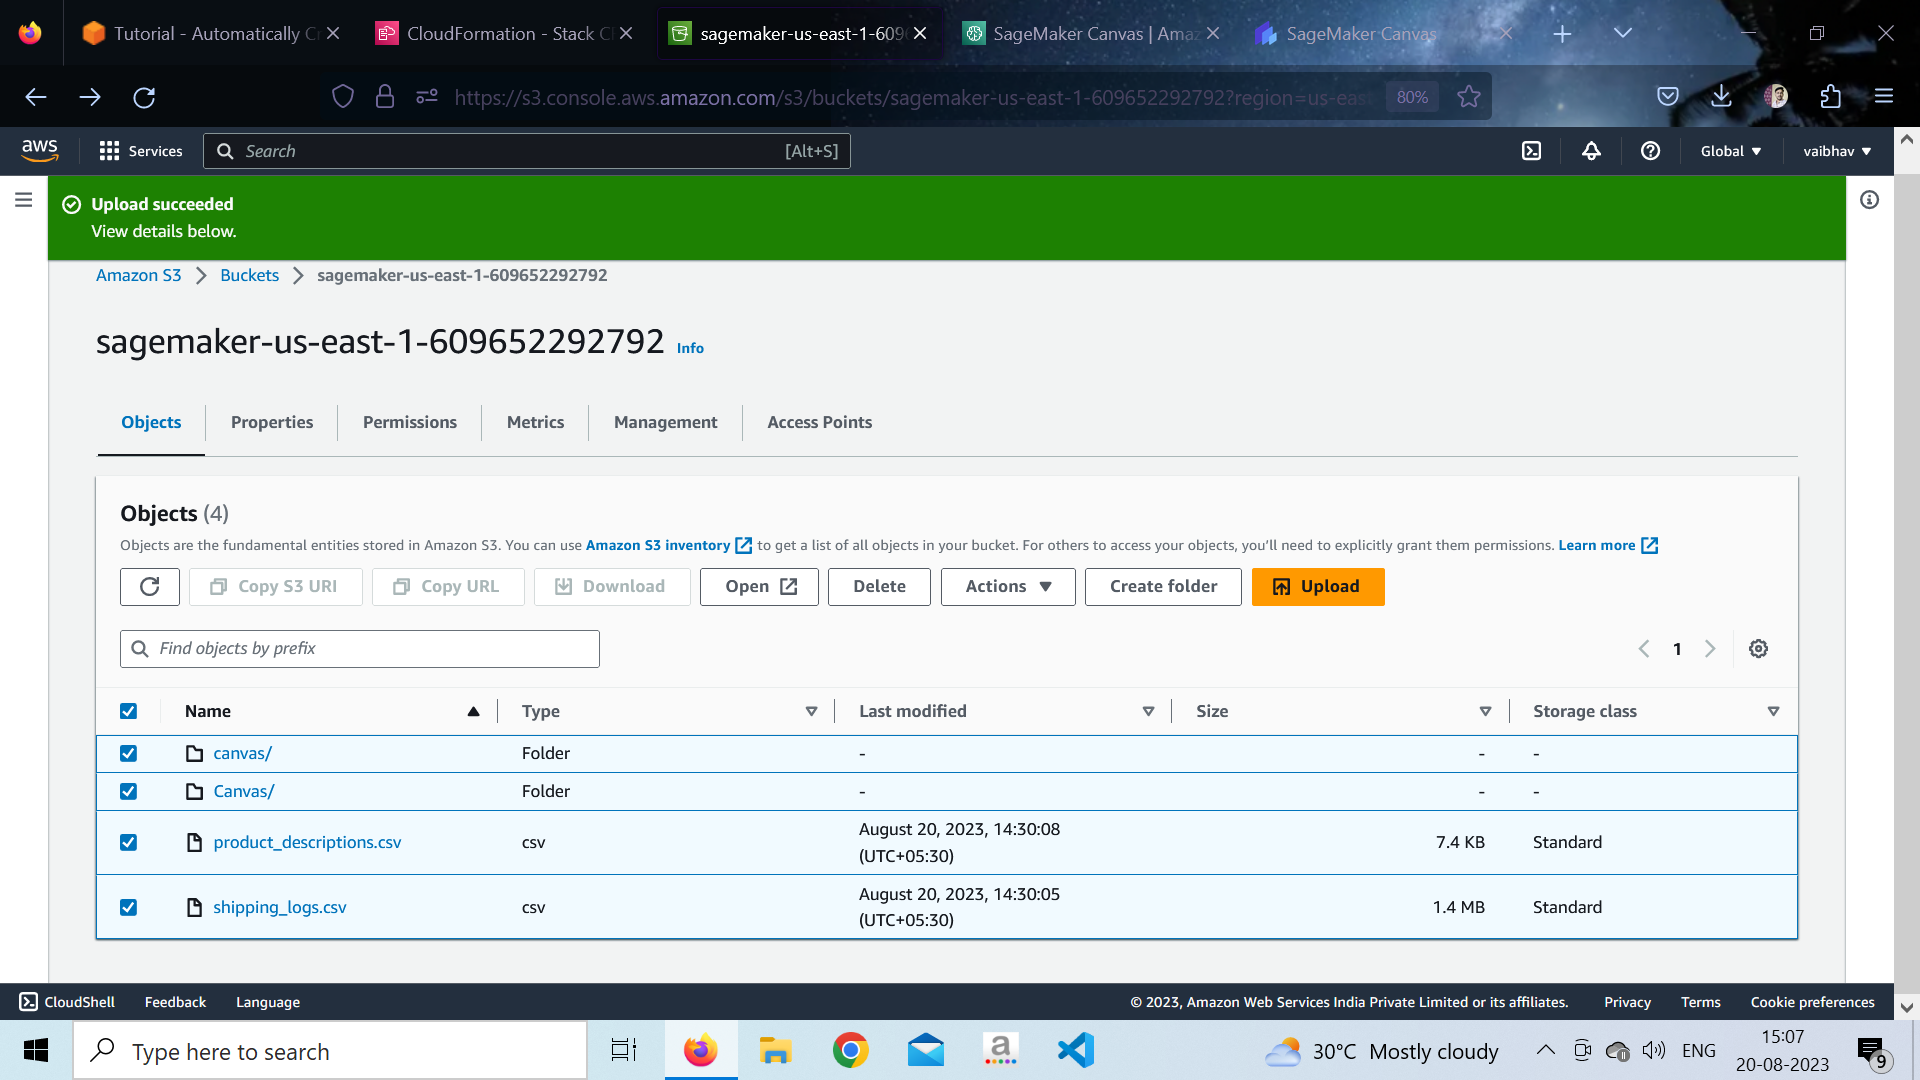 Tutorial - Automatically Cr
CloudFormation - Stack C
sagemaker-us-east-1-609
SageMaker Canvas | Amaz
SageMaker Canvas
https://s3.console.aws.amazon.com/s3/buckets/sagemaker-us-east-1-609652292792?region=us-eas
80%
aws
Services
Search
[Alt+S]
Global
vaibhav
Upload succeeded
View details below.
Amazon S3
Buckets
sagemaker-us-east-1-609652292792
sagemaker-us-east-1-609652292792 Info
Objects
Properties
Permissions
Metrics
Management
Access Points
Objects (4)
Objects are the fundamental entities stored in Amazon S3. You can use Amazon S3 inventory to get a list of all objects in your bucket. For others to access your objects, you’ll need to explicitly grant them permissions. Learn more
Copy S3 URI
Copy URL
Download
Open
Delete
Actions
Create folder
Upload
Find objects by prefix
1
Name
Type
Last modified
Size
Storage class
canvas/
Folder
-
-
-
Canvas/
Folder
-
-
-
product_descriptions.csv
csv
August 20, 2023, 14:30:08
(UTC+05:30)
7.4 KB
Standard
shipping_logs.csv
csv
August 20, 2023, 14:30:05
(UTC+05:30)
1.4 MB
Standard
CloudShell
Feedback
Language
© 2023, Amazon Web Services India Private Limited or its affiliates.
Privacy
Terms
Cookie preferences
Type here to search
a
30°C Mostly cloudy
ENG
15:07
20-08-2023
9